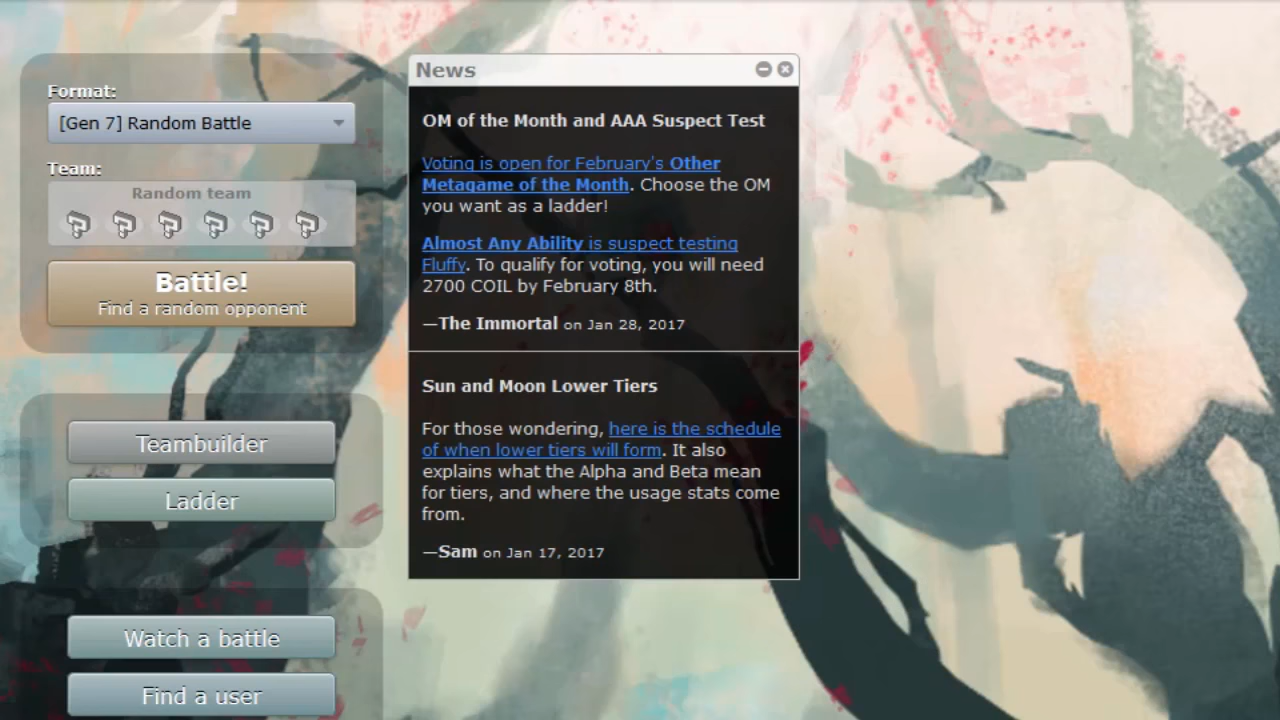 Format:
[Gen 7] Random Battle
Team:
Random team
Battle!
Find a random opponent
Teambuilder
Ladder
Watch a battle
Find a user
News
OM of the Month and AAA Suspect Test
Voting is open for February's Other
Metagame of the Month. Choose the OM
you want as a ladder!
Almost Any Ability is suspect testing
Fluffy. To qualify for voting, you will need
2700 COIL by February 8th.
—The Immortal on Jan 28, 2017
Sun and Moon Lower Tiers
For those wondering, here is the schedule
of when lower tiers will form. It also
explains what the Alpha and Beta mean
for tiers, and where the usage stats come
from.
—Sam on Jan 17, 2017